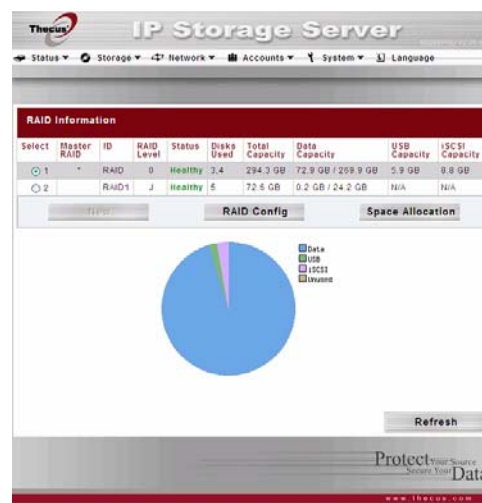 Thecus
IP Storage Server
Status Storage Network Accounts System Language
RAID Information
Select Master RAID ID RAID Level Status Disks Used Total Capacity Data Capacity USB Capacity iSCSI Capacity
1 * RAID 0 Healthy 3,4 294.3 GB 72.9 GB / 269.9 GB 5.9 GB 8.8 GB
2 RAID1 J Healthy 5 72.6 GB 0.2 GB / 24.2 GB N/A N/A
New RAID Config Space Allocation
Data
USB
iSCSI
Unused
Refresh
Protect Your Source
Secure Your Data
www.thecus.com